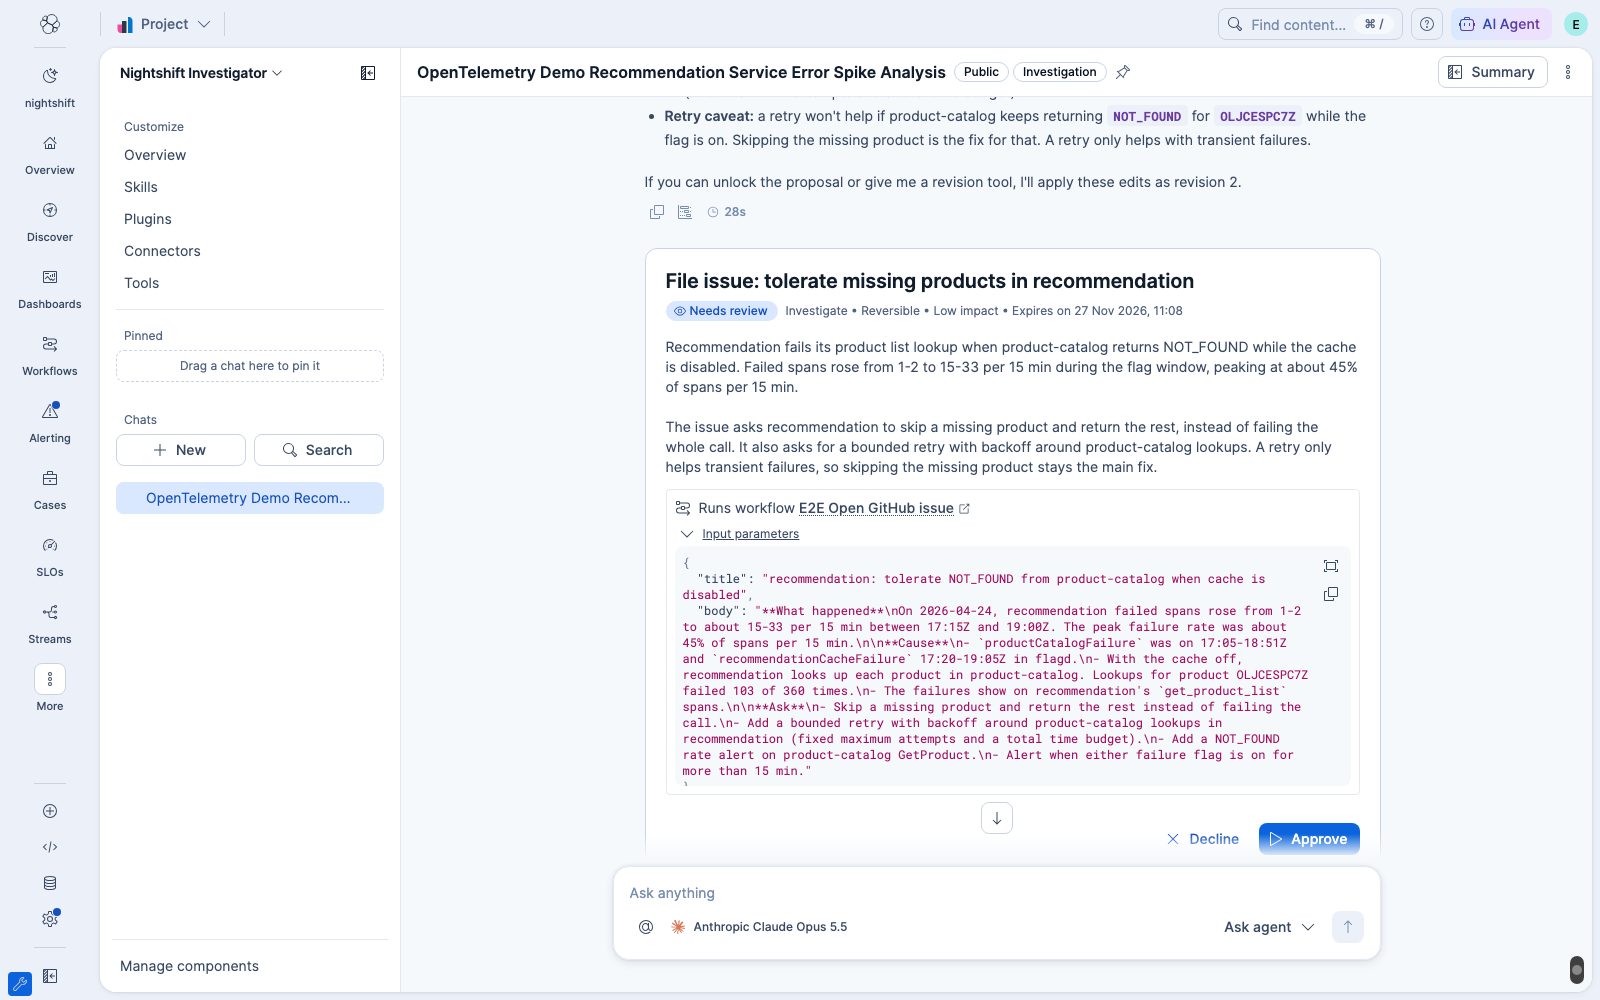 Project
Find content...
⌘ /
AI Agent
E
nightshift
Overview
Discover
Dashboards
Workflows
Alerting
Cases
SLOs
Streams
More
Nightshift Investigator
Customize
Overview
Skills
Plugins
Connectors
Tools
Pinned
Drag a chat here to pin it
Chats
New
Search
OpenTelemetry Demo Recom...
Manage components
OpenTelemetry Demo Recommendation Service Error Spike Analysis
Public
Investigation
Summary
• Retry caveat: a retry won't help if product-catalog keeps returning NOT_FOUND for OLJCESPC7Z while the
flag is on. Skipping the missing product is the fix for that. A retry only helps with transient failures.
If you can unlock the proposal or give me a revision tool, I'll apply these edits as revision 2.
28s
File issue: tolerate missing products in recommendation
Needs review
Investigate • Reversible • Low impact • Expires on 27 Nov 2026, 11:08
Recommendation fails its product list lookup when product-catalog returns NOT_FOUND while the cache
is disabled. Failed spans rose from 1-2 to 15-33 per 15 min during the flag window, peaking at about 45%
of spans per 15 min.
The issue asks recommendation to skip a missing product and return the rest, instead of failing the
whole call. It also asks for a bounded retry with backoff around product-catalog lookups. A retry only
helps transient failures, so skipping the missing product stays the main fix.
Runs workflow E2E Open GitHub issue
Input parameters
{
"title": "recommendation: tolerate NOT_FOUND from product-catalog when cache is
disabled",
"body": "**What happened**\nOn 2026-04-24, recommendation failed spans rose from 1-2
to about 15-33 per 15 min between 17:15Z and 19:00Z. The peak failure rate was about
45% of spans per 15 min.\n\n**Cause**\n- `productCatalogFailure` was on 17:05-18:51Z
and `recommendationCacheFailure` 17:20-19:05Z in flagd.\n- With the cache off,
recommendation looks up each product in product-catalog. Lookups for product OLJCESPC7Z
failed 103 of 360 times.\n- The failures show on recommendation's `get_product_list`
spans.\n\n**Ask**\n- Skip a missing product and return the rest instead of failing the
call.\n- Add a bounded retry with backoff around product-catalog lookups in
recommendation (fixed maximum attempts and a total time budget).\n- Add a NOT_FOUND
rate alert on product-catalog GetProduct.\n- Alert when either failure flag is on for
more than 15 min."
Decline
Approve
Ask anything
@
Anthropic Claude Opus 5.5
Ask agent